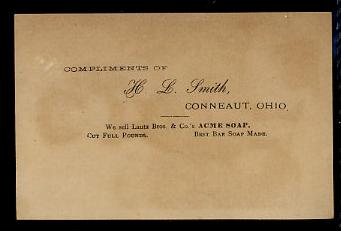 COMPLIMENTS OF
H L. Smith,
CONNEAUT, OHIO.
We sell Lautz Bros. & Co.'s ACME SOAP,
Cut Full Pounds. Best Bar Soap Made.